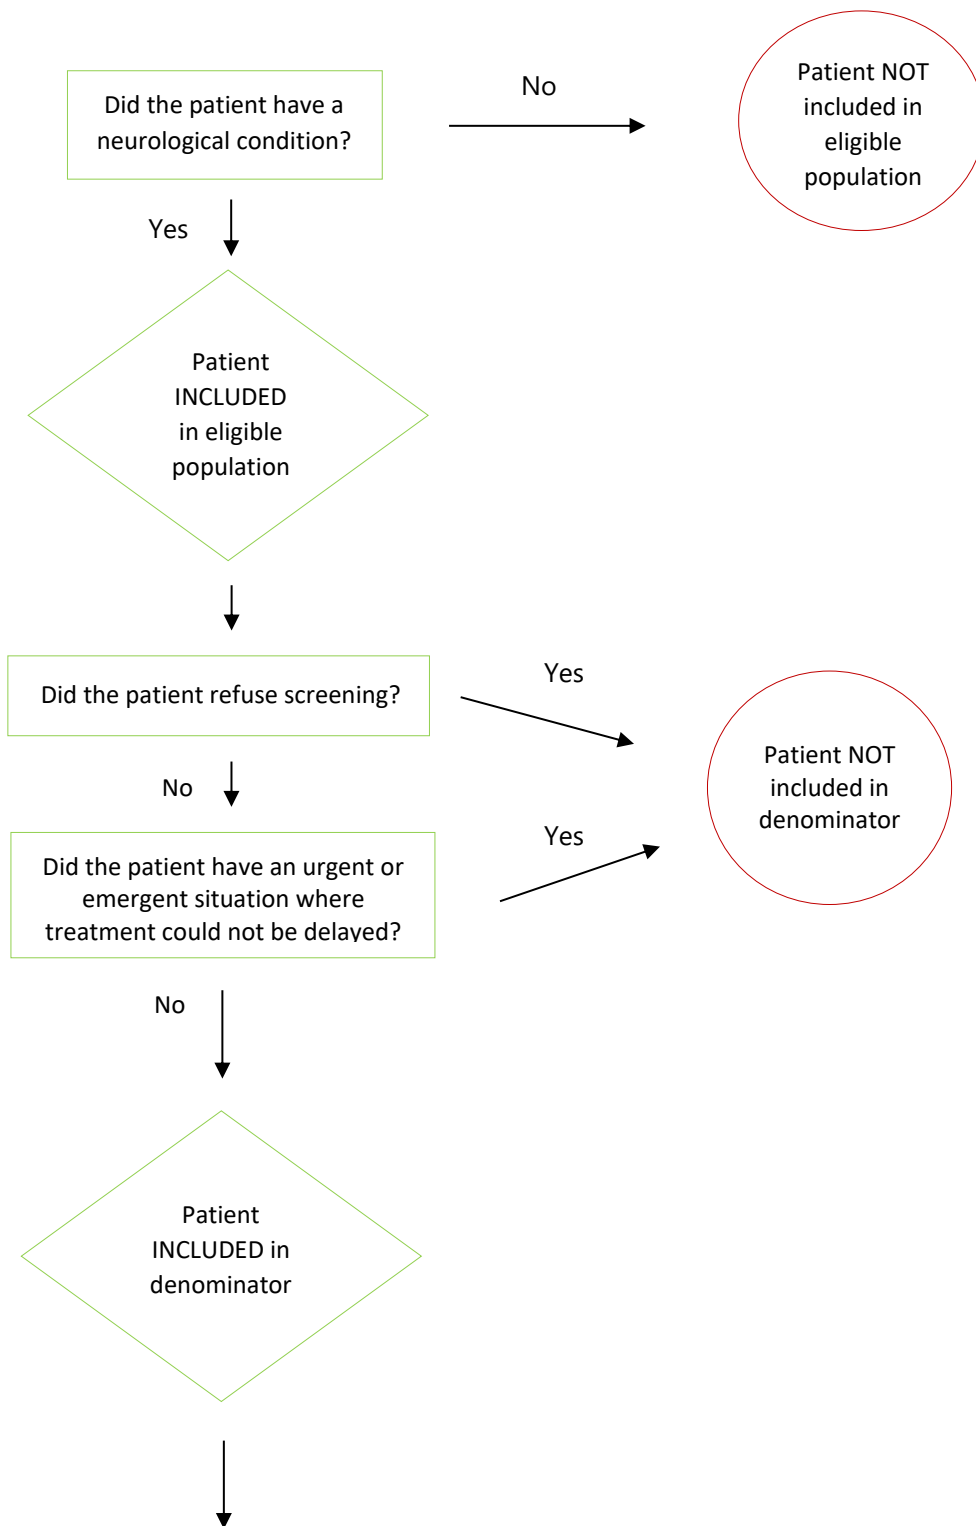 Did the patient have a
neurological condition?
No
Patient NOT
included in
eligible
population
Yes
Patient
INCLUDED
in eligible
population
Did the patient refuse screening?
Yes
Patient NOT
included in
denominator
No
Did the patient have an urgent or
emergent situation where
treatment could not be delayed?
Yes
No
Patient
INCLUDED in
denominator